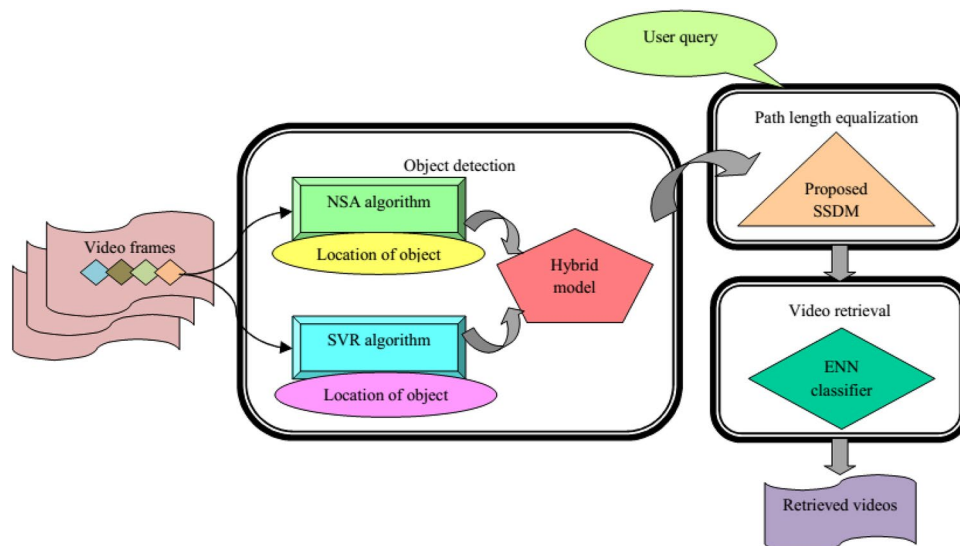 User query
Path length equalization
Proposed
SSDM
Object detection
NSA algorithm
Location of object
Video frames
Hybrid
model
SVR algorithm
Location of object
Video retrieval
ENN
classifier
Retrieved videos